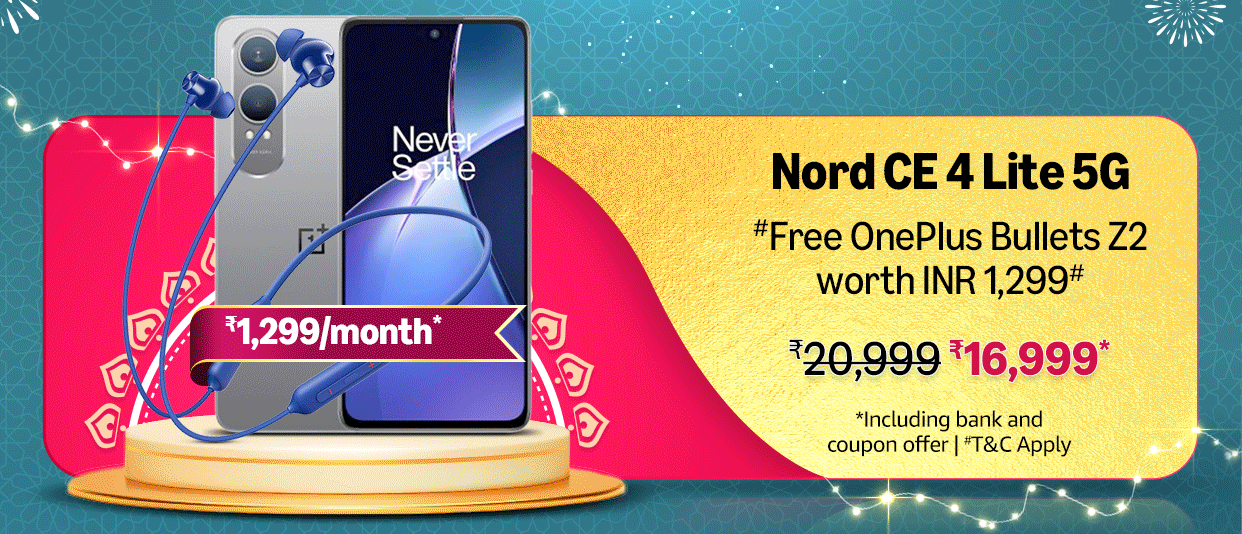 Never
Settle
₹1,299/month*
Nord CE 4 Lite 5G
#Free OnePlus Bullets Z2
worth INR 1,299#
₹20,999 ₹16,999*
*Including bank and
coupon offer | #T&C Apply